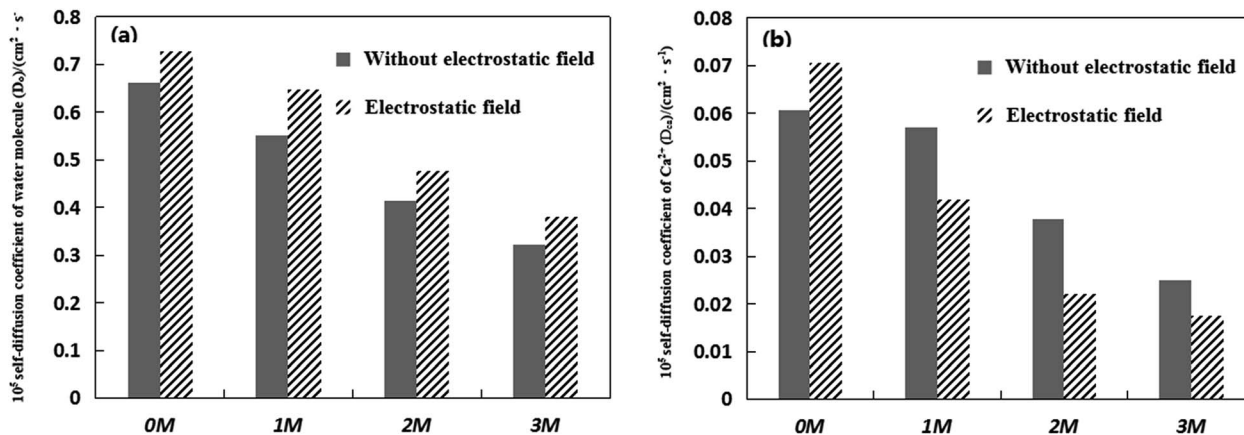 (a)
10⁵ self-diffusion coefficient of water molecule (Dₒ)/(cm² · s⁻
0.8
0.7
0.6
0.5
0.4
0.3
0.2
0.1
0
Without electrostatic field
Electrostatic field
0M 1M 2M 3M
(b)
10⁵ self-diffusion coefficient of Ca²⁺ (D_ca)/(cm² · s⁻¹)
0.08
0.07
0.06
0.05
0.04
0.03
0.02
0.01
0
Without electrostatic field
Electrostatic field
0M 1M 2M 3M